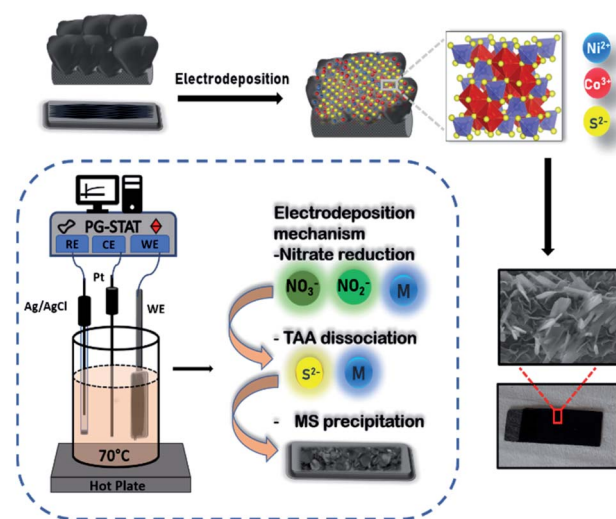 Electrodeposition
Ni2+
Co3+
S2-
PG-STAT
RE
CE
WE
Pt
Ag/AgCl
WE
70°C
Hot Plate
Electrodeposition
mechanism
-Nitrate reduction
NO3-
NO2-
M
- TAA dissociation
S2-
M
- MS precipitation